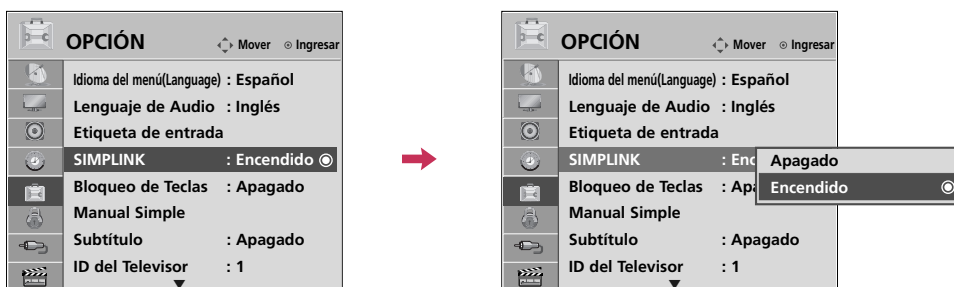 OPCIÓN Mover Ingresar
Idioma del menú(Language) : Español
Lenguaje de Audio : Inglés
Etiqueta de entrada
SIMPLINK : Encendido
Bloqueo de Teclas : Apagado
Manual Simple
Subtítulo : Apagado
ID del Televisor : 1
OPCIÓN Mover Ingresar
Idioma del menú(Language) : Español
Lenguaje de Audio : Inglés
Etiqueta de entrada
SIMPLINK : Enc
Apagado
Bloqueo de Teclas : Apa
Encendido
Manual Simple
Subtítulo : Apagado
ID del Televisor : 1